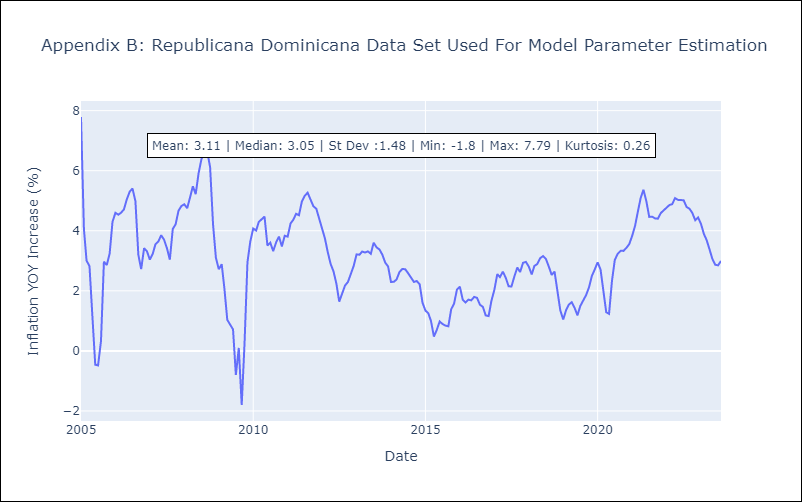 Appendix B: Republicana Dominicana Data Set Used For Model Parameter Estimation
8
Mean: 3.11 | Median: 3.05 | St Dev :1.48 | Min: -1.8 | Max: 7.79 | Kurtosis: 0.26
6
4
2
0
−2
Inflation YOY Increase (%)
2005 2010 2015 2020
Date